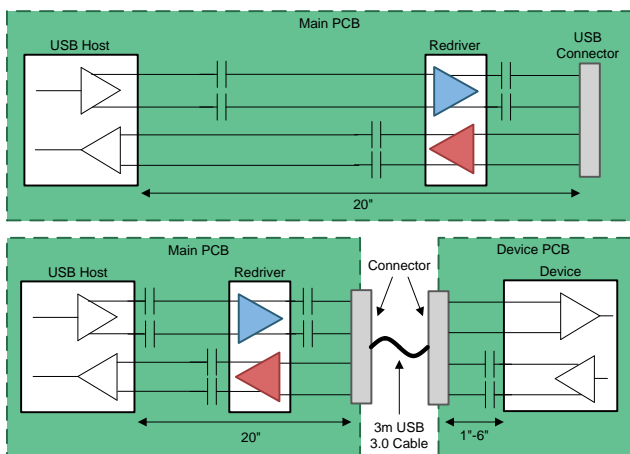 Main PCB
USB Host
Redriver
USB
Connector
20"
Main PCB
Device PCB
USB Host
Redriver
Connector
Device
20"
3m USB
3.0 Cable
1"-6"